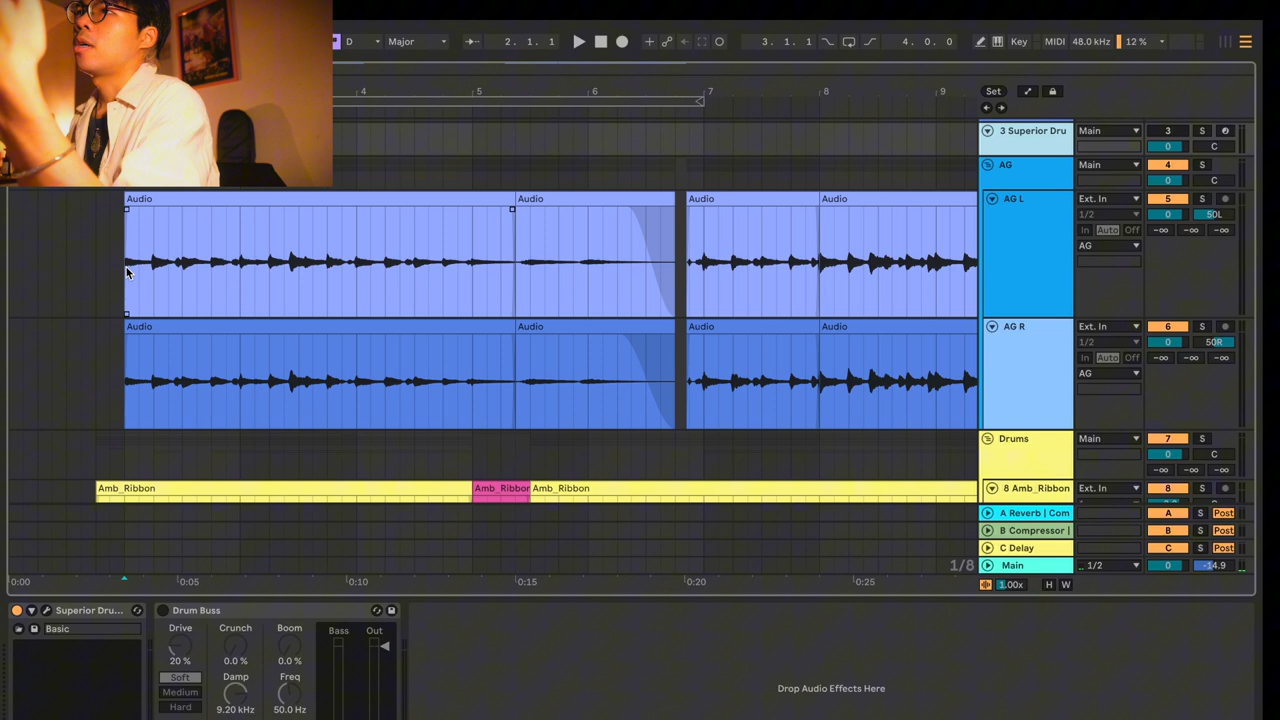 D Major 2. 1. 1 3. 1. 1 4. 0. 0 Key MIDI 48.0 kHz 12 %
4 5 6 7 8 9 Set
3 Superior Dru Main 3 S
0 C
AG Main 4 S
0 C
Audio Audio Audio Audio AG L Ext. In 5 S
1/2 0 50L
In Auto Off -∞ -∞ -∞
AG
Audio Audio Audio Audio AG R Ext. In 6 S
1/2 0 50R
In Auto Off -∞ -∞ -∞
AG
Drums Main 7 S
0 C
-∞ -∞ -∞
Amb_Ribbon Amb_Ribbor Amb_Ribbon 8 Amb_Ribbon Ext. In 8 S
A Reverb | Com A S Post
B Compressor | B S Post
C Delay C S Post
1/8 Main 1/2 0 -14.9
0:00 0:05 0:10 0:15 0:20 0:25 1.00x H W
Superior Dru... Drum Buss
Basic Drive Crunch Boom Bass Out
20 % 0.0 % 0.0 %
Soft Damp Freq
Medium
Hard 9.20 kHz 50.0 Hz
Drop Audio Effects Here